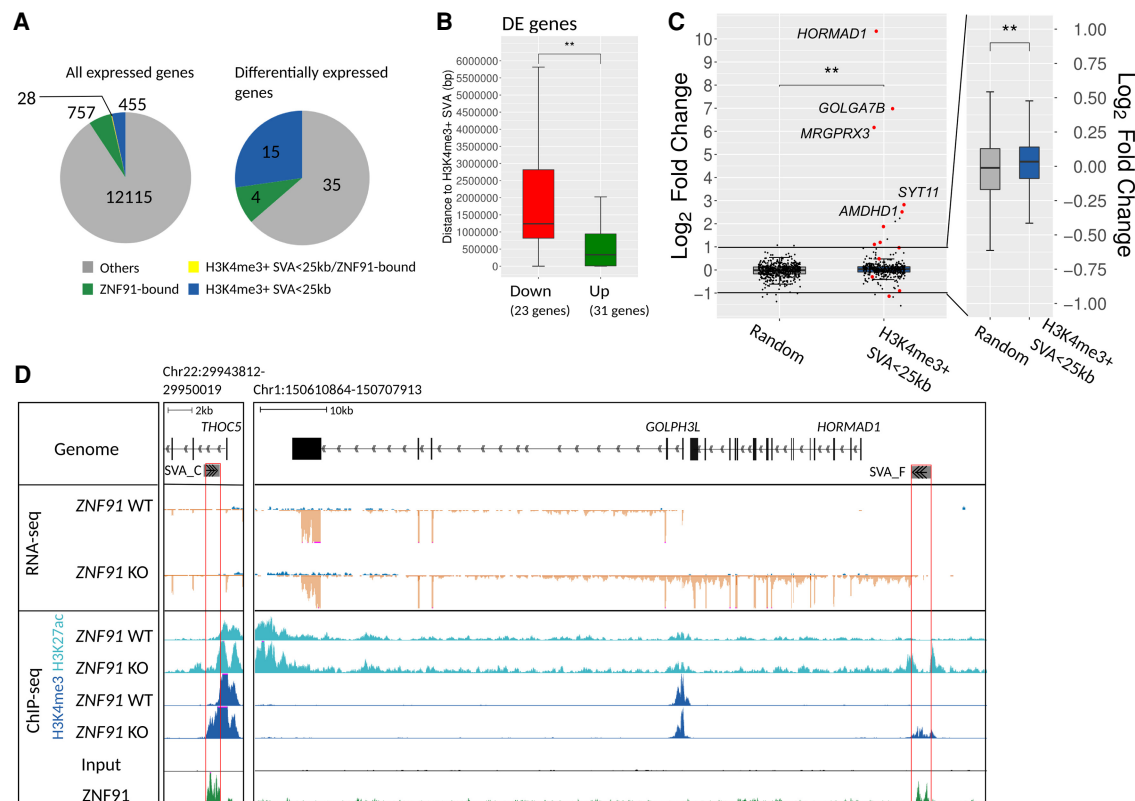 A
All expressed genes
Differentially expressed
genes
28
757
455
12115
15
4
35
Others
H3K4me3+ SVA<25kb/ZNF91-bound
ZNF91-bound
H3K4me3+ SVA<25kb
B
DE genes
Distance to H3K4me3+ SVA (bp)
6000000
5500000
5000000
4500000
4000000
3500000
3000000
2500000
2000000
1500000
1000000
500000
0
**
Down
(23 genes)
Up
(31 genes)
C
Log2 Fold Change
10
9
8
7
6
5
4
3
2
1
0
−1
HORMAD1
**
GOLGA7B
MRGPRX3
SYT11
AMDHD1
Random
H3K4me3+
SVA<25kb
**
1.00
0.75
0.50
0.25
0.00
−0.25
−0.50
−0.75
−1.00
Log2 Fold Change
Random
H3K4me3+
SVA<25kb
D
Chr22:29943812-
29950019
Chr1:150610864-150707913
Genome
2kb
THOC5
SVA_C
10kb
GOLPH3L
HORMAD1
SVA_F
RNA-seq
ZNF91 WT
ZNF91 KO
ChIP-seq
H3K4me3 H3K27ac
ZNF91 WT
ZNF91 KO
ZNF91 WT
ZNF91 KO
Input
ZNF91